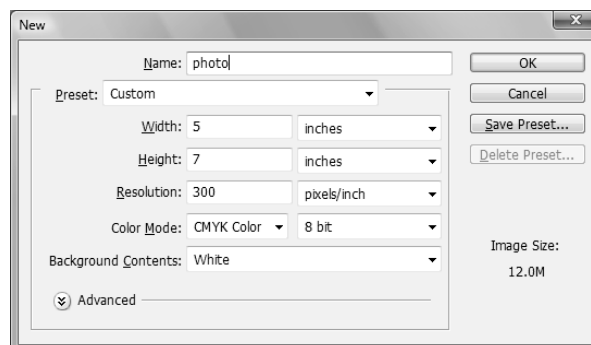 New
Name: photo
OK
Preset: Custom
Cancel
Width: 5 inches
Save Preset...
Height: 7 inches
Delete Preset...
Resolution: 300 pixels/inch
Color Mode: CMYK Color 8 bit
Image Size:
Background Contents: White
12.0M
Advanced